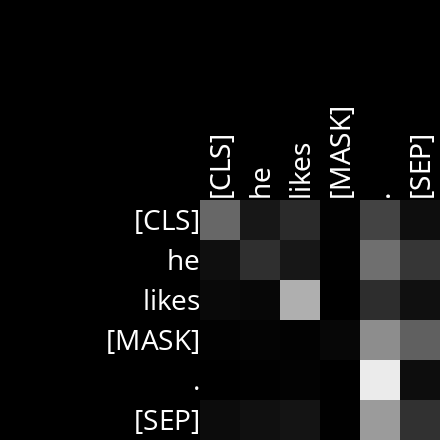 [CLS]
he
likes
[MASK]
.
[SEP]
[CLS]
he
likes
[MASK]
.
[SEP]